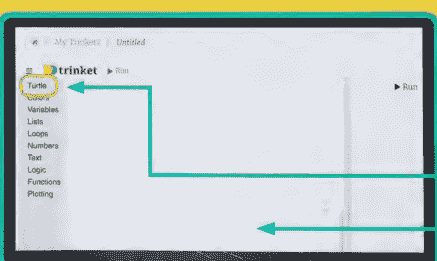 My Trinkets / Untitled
trinket ▶ Run
▶ Run
Turtle
Colors
Variables
Lists
Loops
Numbers
Text
Logic
Functions
Plotting